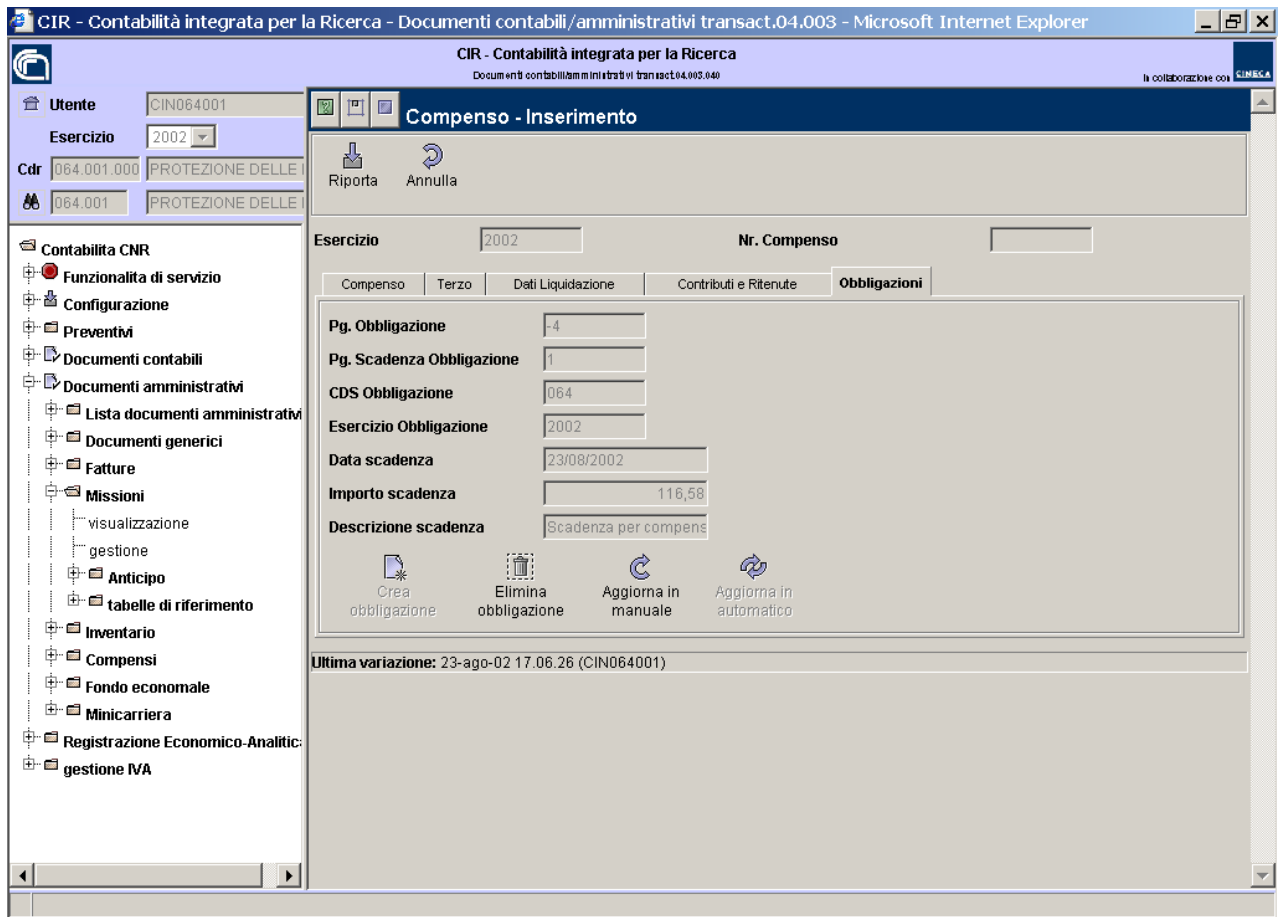 CIR - Contabilità integrata per la Ricerca - Documenti contabili/amministrativi transact.04.003 - Microsoft Internet Explorer
CIR - Contabilità integrata per la Ricerca
Documenti contabili/amministrativi transact.04.003.040
In collaborazione con CINECA
Utente CIN064001
Esercizio 2002
Cdr 064.001.000 PROTEZIONE DELLE
064.001 PROTEZIONE DELLE
Contabilita CNR
Funzionalita di servizio
Configurazione
Preventivi
Documenti contabili
Documenti amministrativi
Lista documenti amministrativi
Documenti generici
Fatture
Missioni
visualizzazione
gestione
Anticipo
tabelle di riferimento
Inventario
Compensi
Fondo economale
Minicarriera
Registrazione Economico-Analitic
gestione IVA
Compenso - Inserimento
Riporta Annulla
Esercizio 2002 Nr. Compenso
Compenso Terzo Dati Liquidazione Contributi e Ritenute Obbligazioni
Pg. Obbligazione -4
Pg. Scadenza Obbligazione 1
CDS Obbligazione 064
Esercizio Obbligazione 2002
Data scadenza 23/08/2002
Importo scadenza 116,58
Descrizione scadenza Scadenza per compens
Crea Elimina Aggiorna in Aggiorna in
obbligazione obbligazione manuale automatico
Ultima variazione: 23-ago-02 17.06.26 (CIN064001)